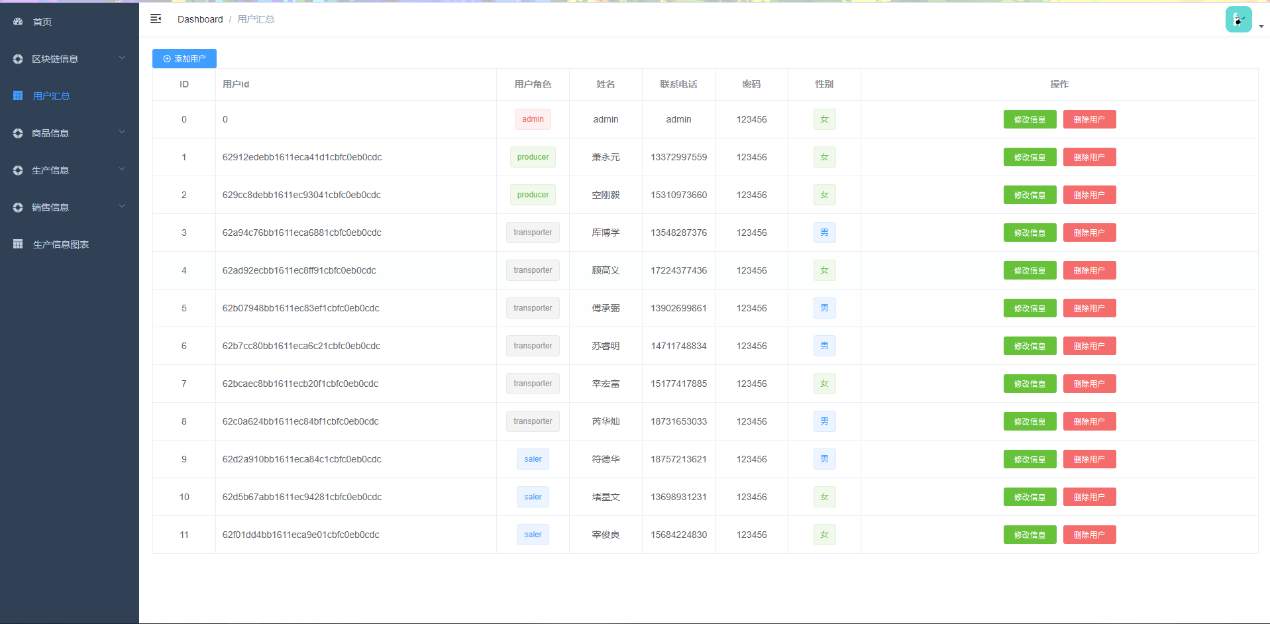 首页
区块链信息
用户汇总
商品信息
生产信息
销售信息
生产信息图表
Dashboard / 用户汇总
添加用户
ID 用户id 用户角色 姓名 联系电话 密码 性别 操作
0 0 admin admin admin 123456 女 修改信息 删除用户
1 62912edebb1611eca41d1cbfc0eb0cdc producer 萧永元 13372997559 123456 女 修改信息 删除用户
2 629cc8debb1611ec93041cbfc0eb0cdc producer 空刚毅 15310973660 123456 女 修改信息 删除用户
3 62a94c76bb1611eca6881cbfc0eb0cdc transporter 厍博学 13548287376 123456 男 修改信息 删除用户
4 62ad92ecbb1611ec8ff91cbfc0eb0cdc transporter 顾高义 17224377436 123456 女 修改信息 删除用户
5 62b07948bb1611ec83ef1cbfc0eb0cdc transporter 傅承弼 13902699861 123456 男 修改信息 删除用户
6 62b7cc80bb1611eca6c21cbfc0eb0cdc transporter 苏睿明 14711748834 123456 男 修改信息 删除用户
7 62bcaec8bb1611ecb20f1cbfc0eb0cdc transporter 幸宏富 15177417885 123456 女 修改信息 删除用户
8 62c0a624bb1611ec84bf1cbfc0eb0cdc transporter 芮华灿 18731653033 123456 男 修改信息 删除用户
9 62d2a910bb1611eca84c1cbfc0eb0cdc saler 符德华 18757213621 123456 男 修改信息 删除用户
10 62d5b67abb1611ec94281cbfc0eb0cdc saler 堵星文 13698931231 123456 女 修改信息 删除用户
11 62f01dd4bb1611eca9e01cbfc0eb0cdc saler 宰俊良 15684224830 123456 女 修改信息 删除用户